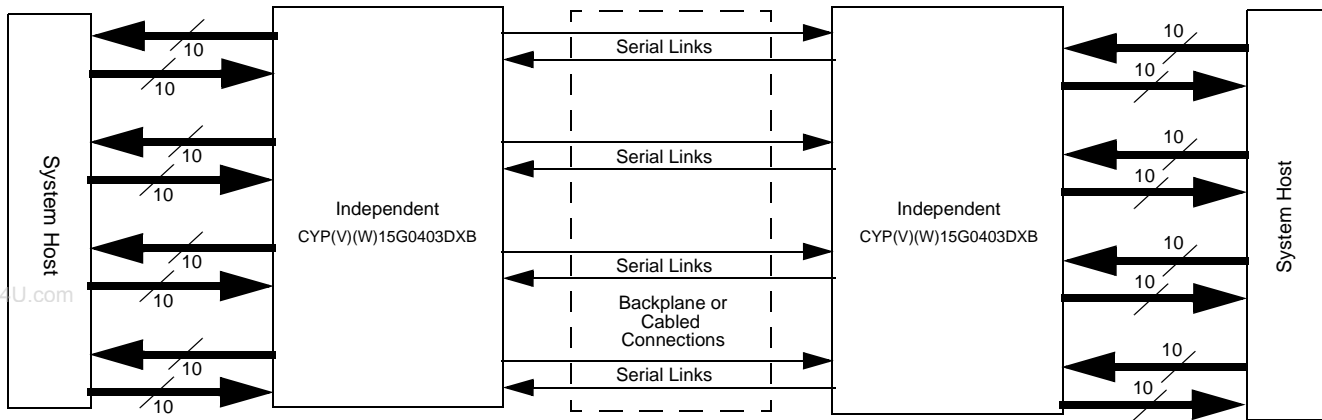 10
10
10
10
10
10
10
10
System Host
4U.com
Independent
CYP(V)(W)15G0403DXB
Serial Links
Serial Links
Serial Links
Backplane or
Cabled
Connections
Serial Links
Independent
CYP(V)(W)15G0403DXB
10
10
10
10
10
10
10
10
System Host